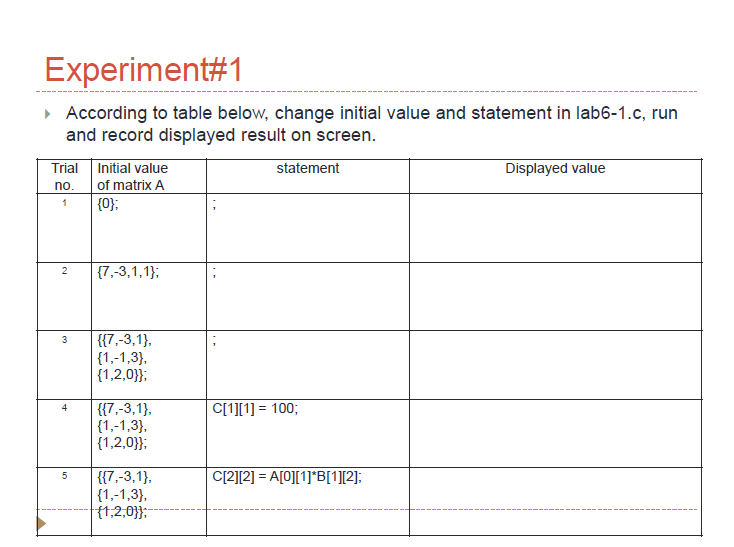 Experiment#1
According to table below, change initial value and statement in lab6-1.c, run
and record displayed result on screen.
Trial no. Initial value of matrix A statement Displayed value
1 {0}; ;
2 {7,-3,1,1}; ;
3 {{7,-3,1}, ;
{1,-1,3},
{1,2,0}};
4 {{7,-3,1}, C[1][1] = 100;
{1,-1,3},
{1,2,0}};
5 {{7,-3,1}, C[2][2] = A[0][1]*B[1][2];
{1,-1,3},
{1,2,0}};